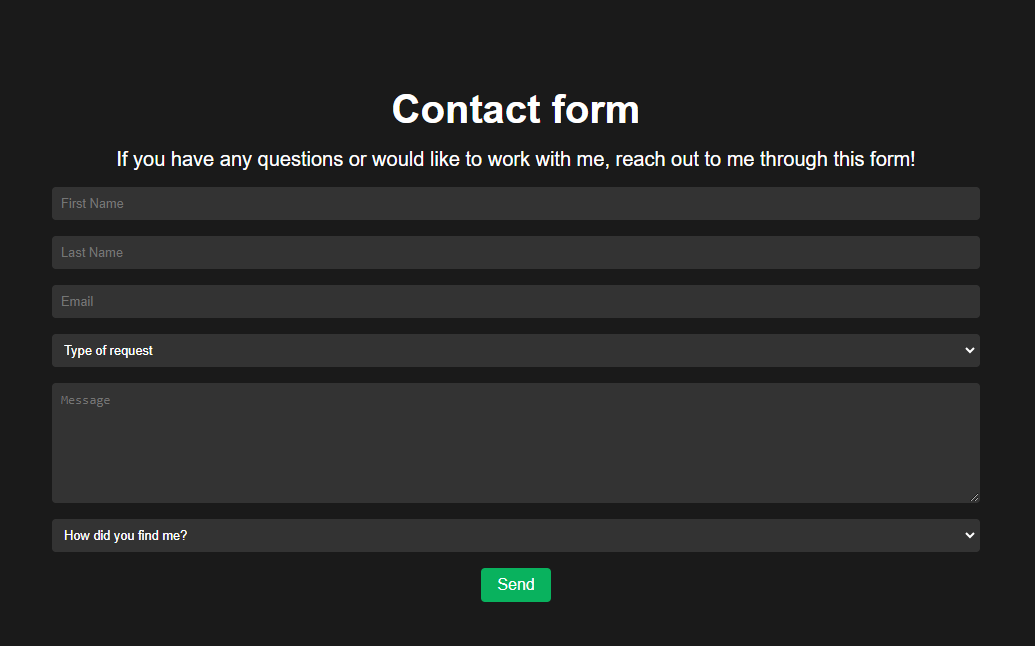 Contact form
If you have any questions or would like to work with me, reach out to me through this form!
First Name
Last Name
Email
Type of request
Message
How did you find me?
Send